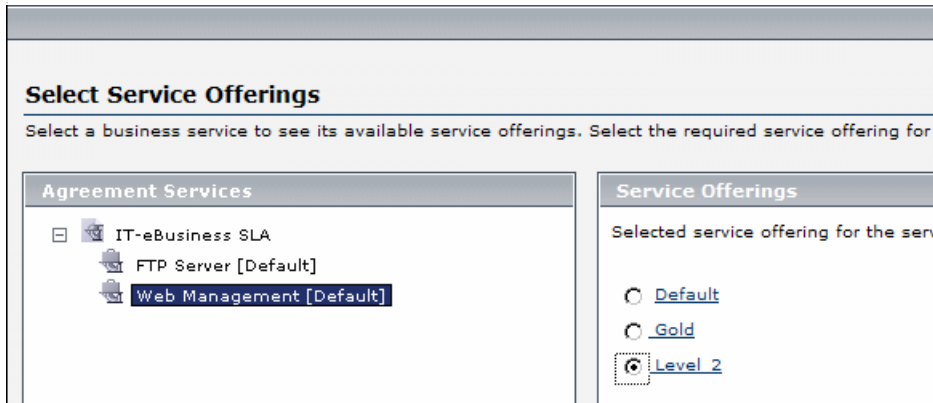 Select Service Offerings
Select a business service to see its available service offerings. Select the required service offering for
Agreement Services
IT-eBusiness SLA
FTP Server [Default]
Web Management [Default]
Service Offerings
Selected service offering for the serv
Default
Gold
Level 2